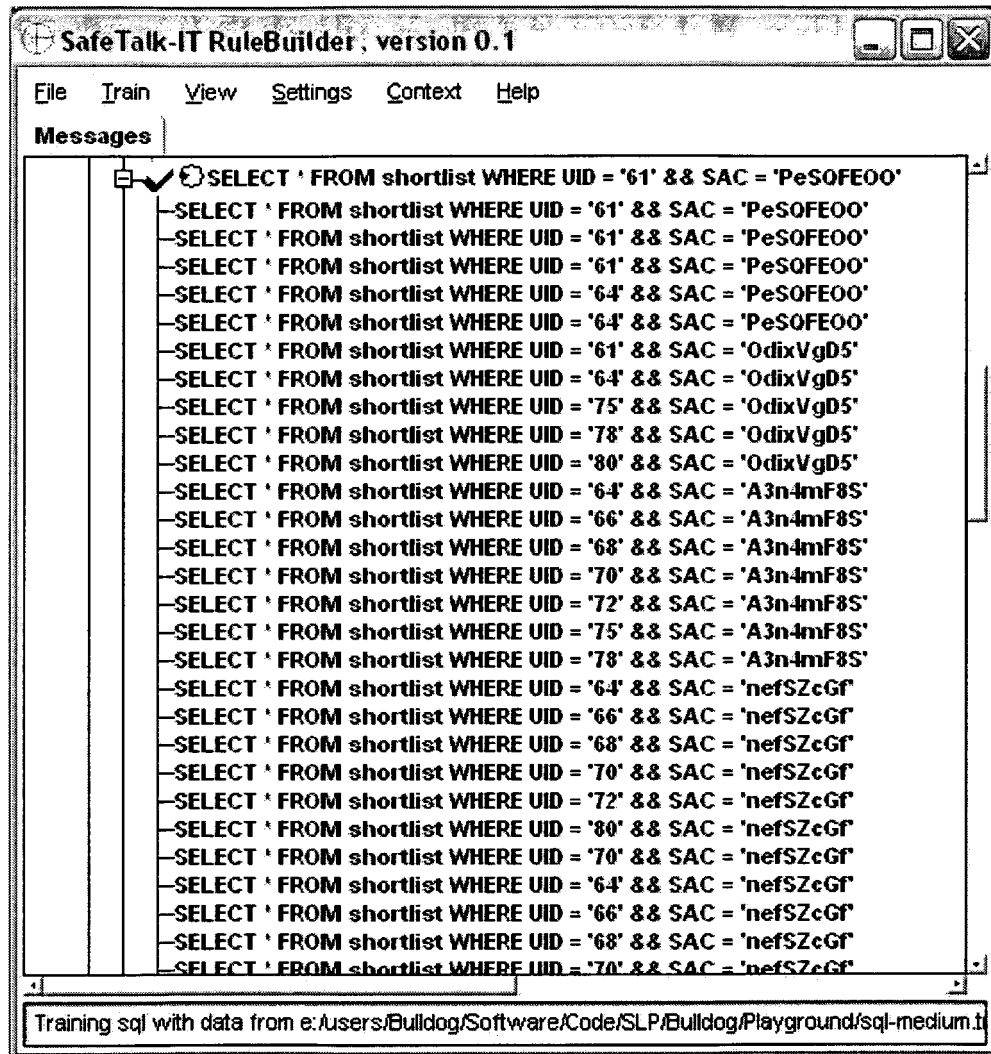 SafeTalk-IT RuleBuilder, version 0.1
File Train View Settings Context Help
Messages
SELECT * FROM shortlist WHERE UID = '61' && SAC = 'PeSQFEOO'
SELECT * FROM shortlist WHERE UID = '61' && SAC = 'PeSQFEOO'
SELECT * FROM shortlist WHERE UID = '61' && SAC = 'PeSQFEOO'
SELECT * FROM shortlist WHERE UID = '61' && SAC = 'PeSQFEOO'
SELECT * FROM shortlist WHERE UID = '64' && SAC = 'PeSQFEOO'
SELECT * FROM shortlist WHERE UID = '64' && SAC = 'PeSQFEOO'
SELECT * FROM shortlist WHERE UID = '61' && SAC = 'OdixVgD5'
SELECT * FROM shortlist WHERE UID = '64' && SAC = 'OdixVgD5'
SELECT * FROM shortlist WHERE UID = '75' && SAC = 'OdixVgD5'
SELECT * FROM shortlist WHERE UID = '78' && SAC = 'OdixVgD5'
SELECT * FROM shortlist WHERE UID = '80' && SAC = 'OdixVgD5'
SELECT * FROM shortlist WHERE UID = '64' && SAC = 'A3n4mF8S'
SELECT * FROM shortlist WHERE UID = '66' && SAC = 'A3n4mF8S'
SELECT * FROM shortlist WHERE UID = '68' && SAC = 'A3n4mF8S'
SELECT * FROM shortlist WHERE UID = '70' && SAC = 'A3n4mF8S'
SELECT * FROM shortlist WHERE UID = '72' && SAC = 'A3n4mF8S'
SELECT * FROM shortlist WHERE UID = '75' && SAC = 'A3n4mF8S'
SELECT * FROM shortlist WHERE UID = '78' && SAC = 'A3n4mF8S'
SELECT * FROM shortlist WHERE UID = '64' && SAC = 'nefSZcGf'
SELECT * FROM shortlist WHERE UID = '66' && SAC = 'nefSZcGf'
SELECT * FROM shortlist WHERE UID = '68' && SAC = 'nefSZcGf'
SELECT * FROM shortlist WHERE UID = '70' && SAC = 'nefSZcGf'
SELECT * FROM shortlist WHERE UID = '72' && SAC = 'nefSZcGf'
SELECT * FROM shortlist WHERE UID = '80' && SAC = 'nefSZcGf'
SELECT * FROM shortlist WHERE UID = '70' && SAC = 'nefSZcGf'
SELECT * FROM shortlist WHERE UID = '64' && SAC = 'nefSZcGf'
SELECT * FROM shortlist WHERE UID = '66' && SAC = 'nefSZcGf'
SELECT * FROM shortlist WHERE UID = '68' && SAC = 'nefSZcGf'
SELECT * FROM shortlist WHERE UID = '70' && SAC = 'nefSZcGf'
Training sql with data from e:/users/Bulldog/Software/Code/SLP/Bulldog/Playground/sql-medium.t